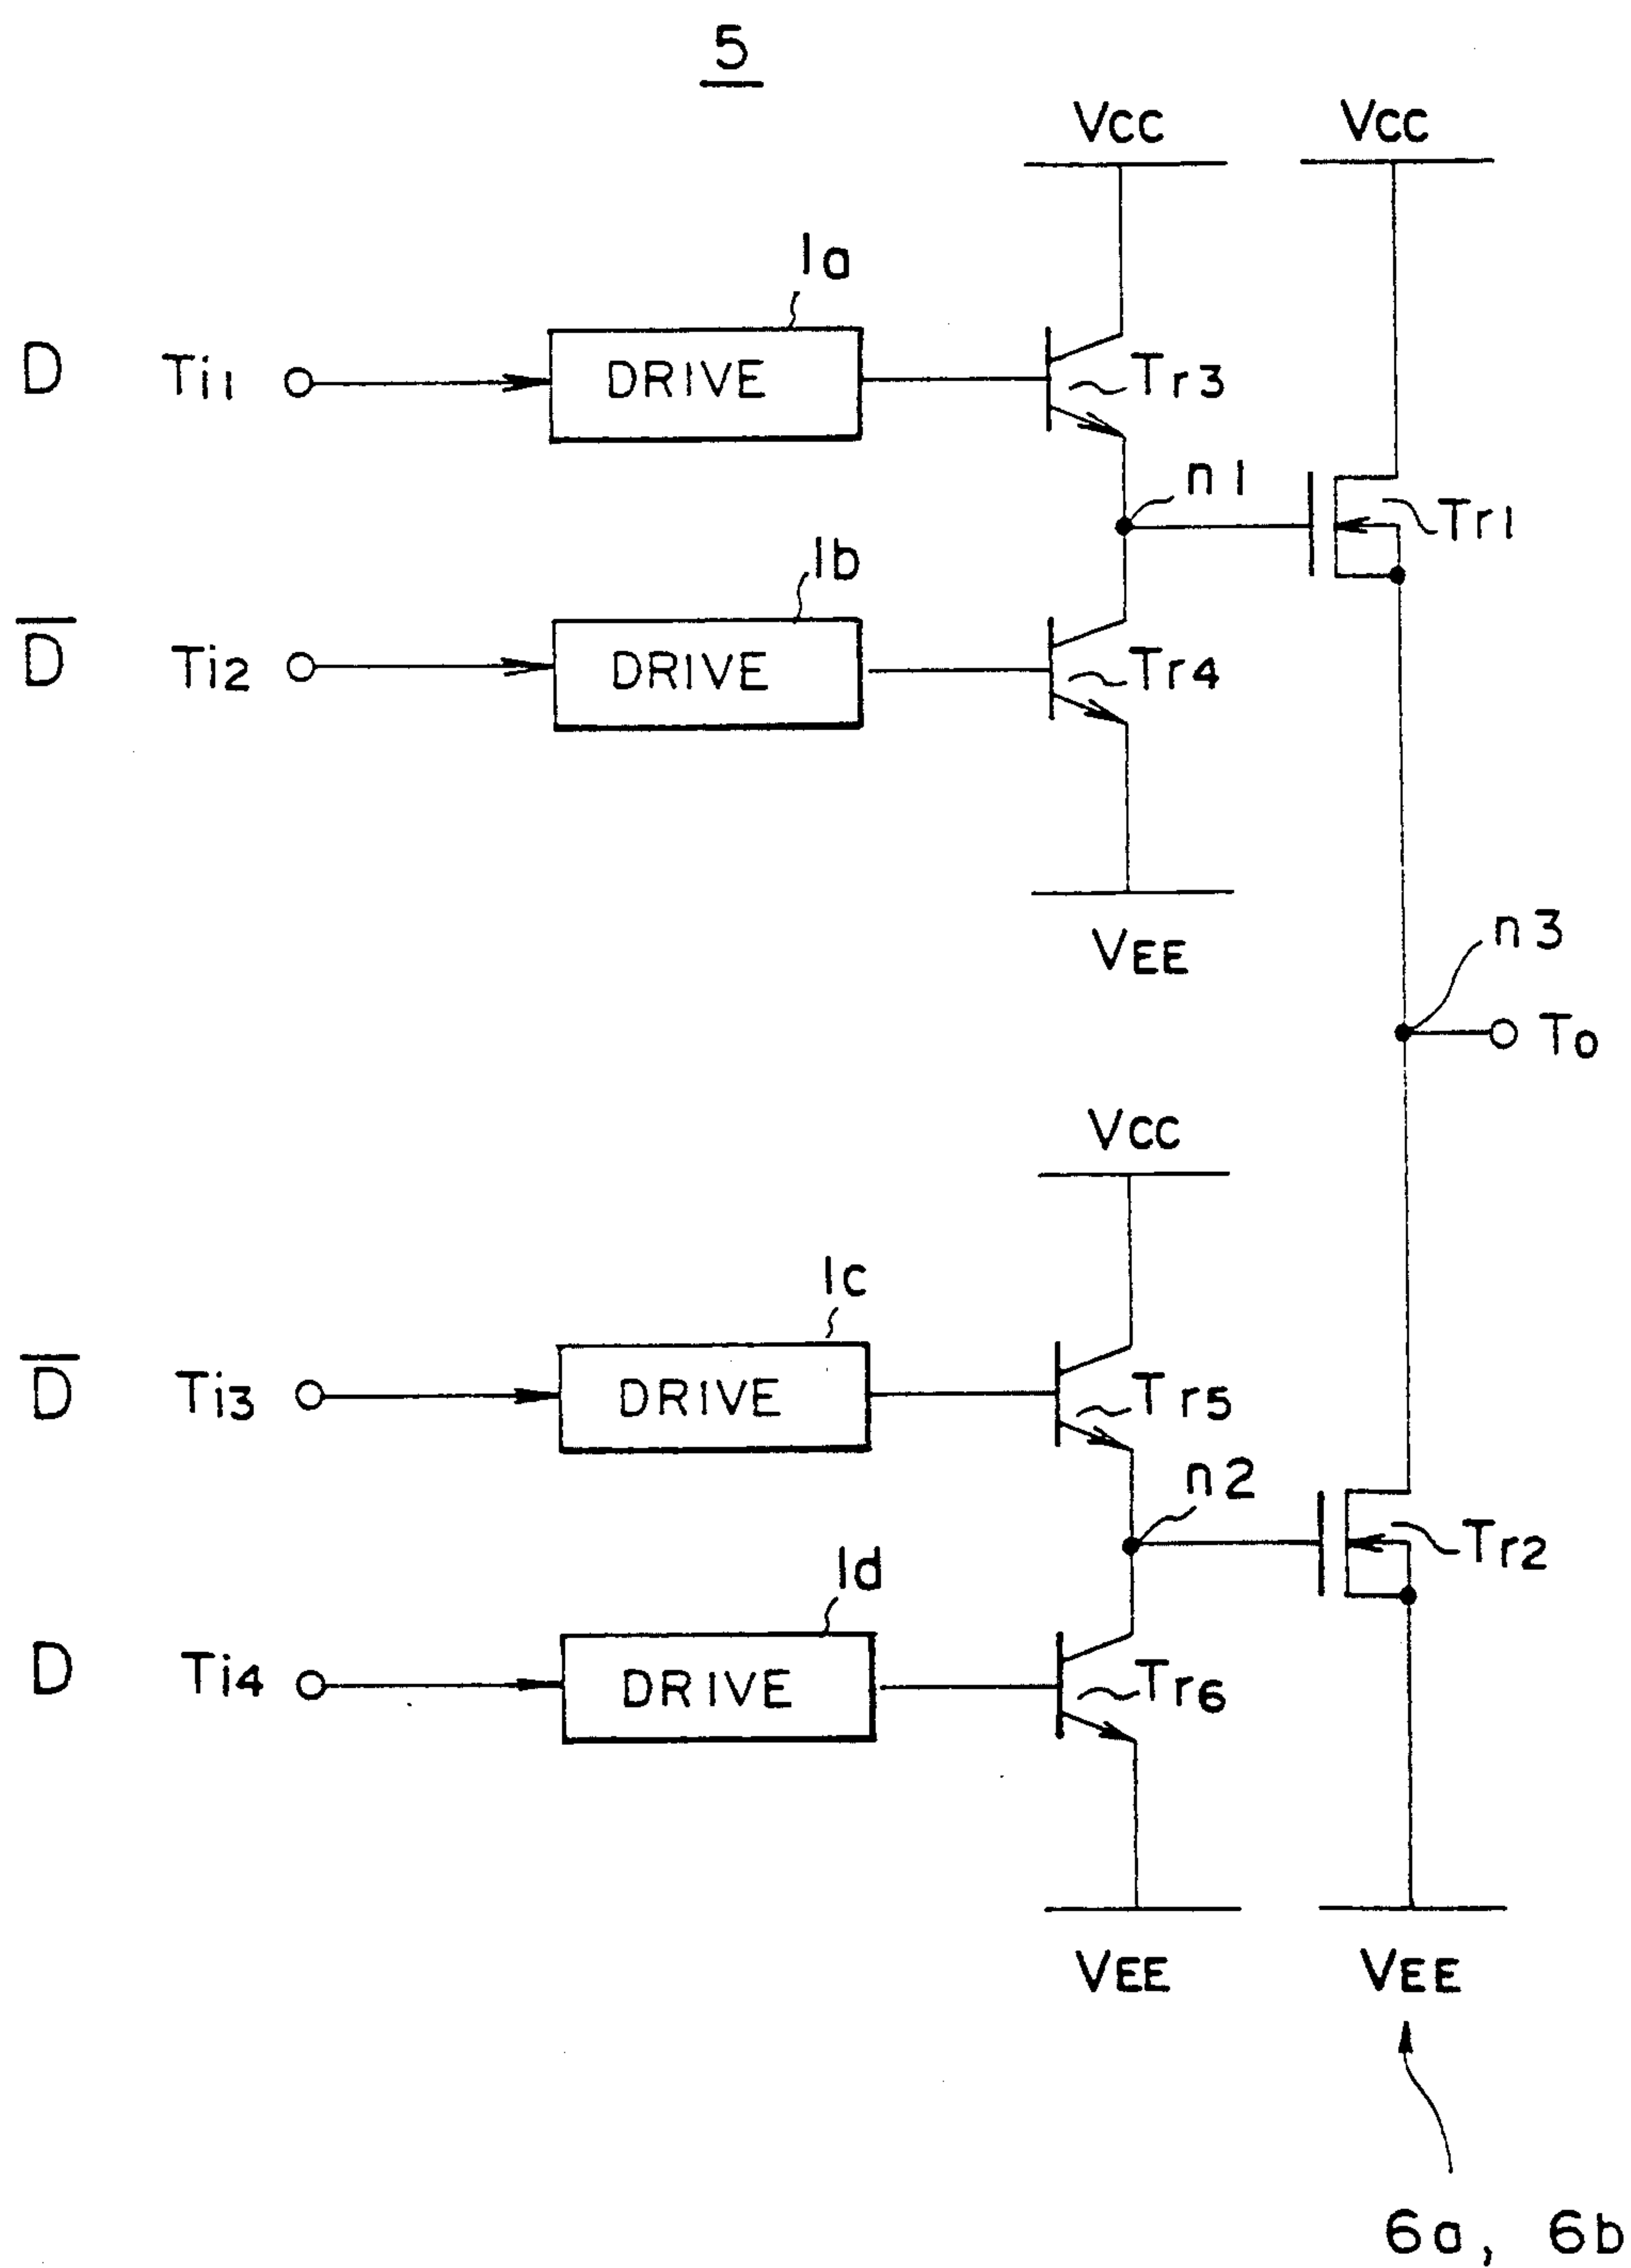 5
Vcc Vcc
1a
D Ti1 DRIVE Tr3
n1
Tr1
1b
D̅ Ti2 DRIVE Tr4
VEE
n3
To
Vcc
1c
D̅ Ti3 DRIVE Tr5
n2
Tr2
1d
D Ti4 DRIVE Tr6
VEE VEE
6a, 6b